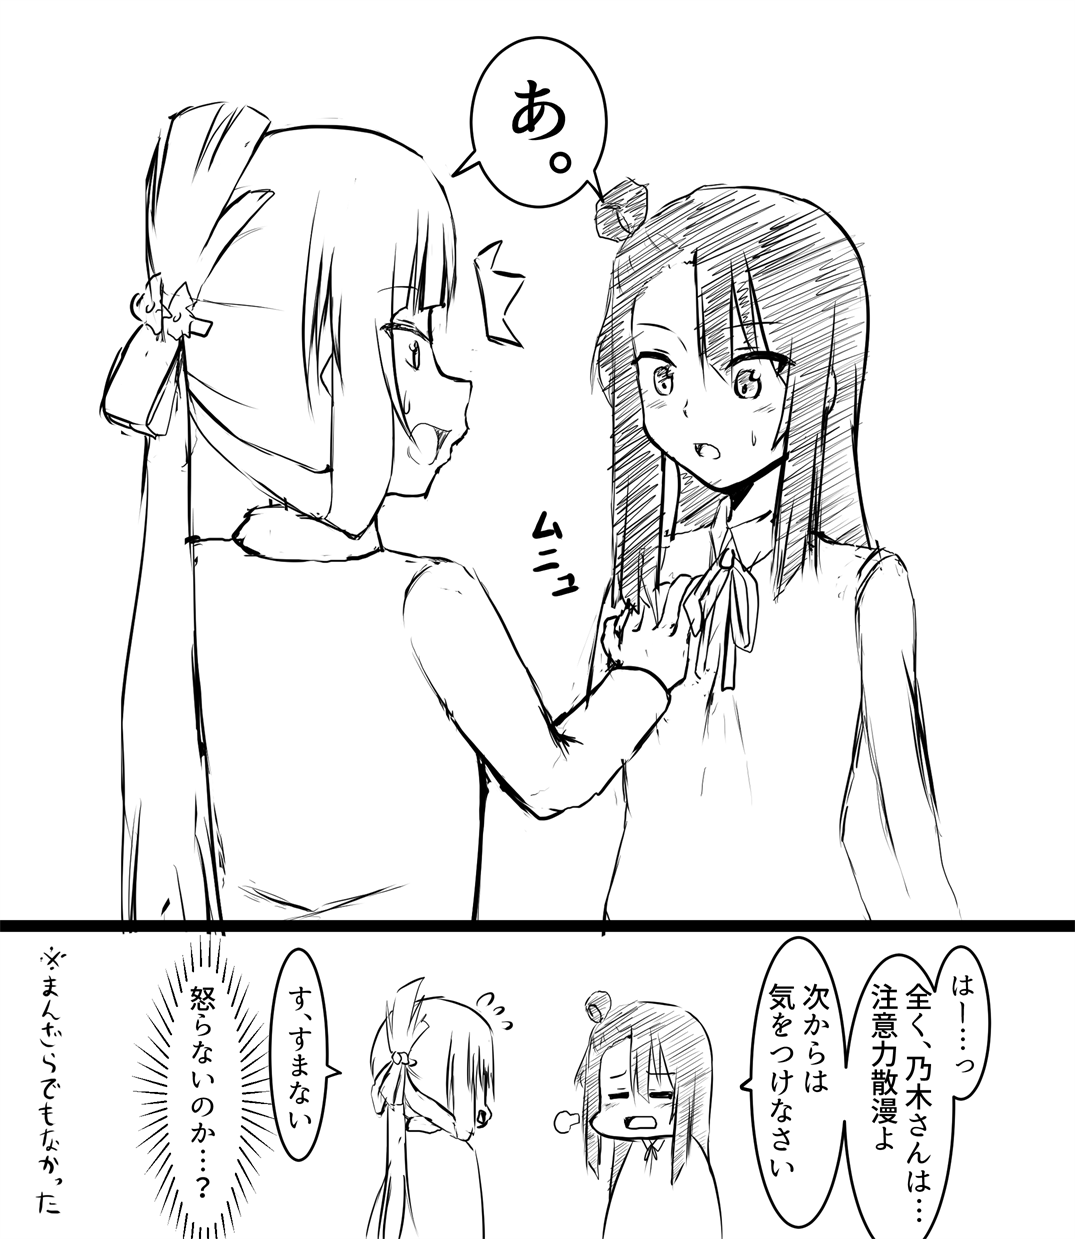 あ。
ムニュ
はー…っ
全く、乃木さんは…
注意力散漫よ
次からは
気をつけなさい
す、すまない
怒らないのか…?
※まんざらでもなかった